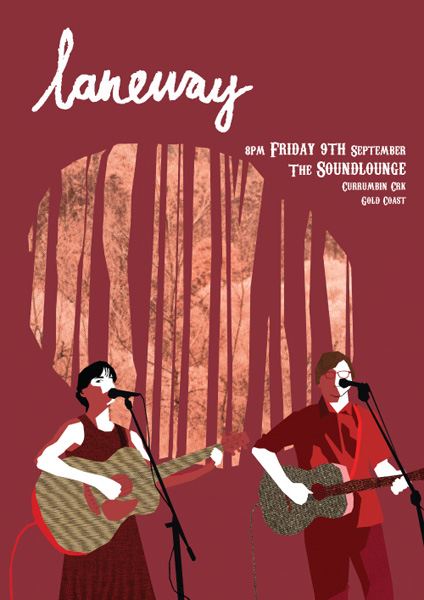 laneway
8PM FRIDAY 9TH SEPTEMBER
THE SOUNDLOUNGE
CURRUMBIN CRK
GOLD COAST